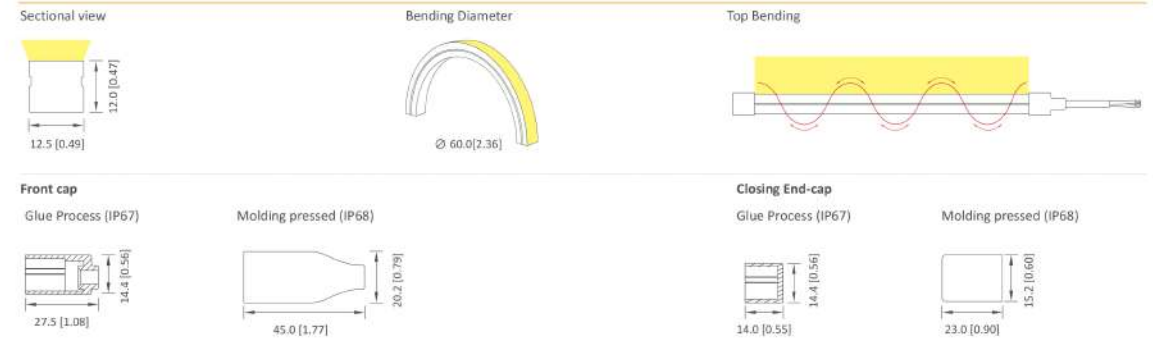 Sectional view
Bending Diameter
Top Bending
12.0 [0.47]
12.5 [0.49]
Ø 60.0[2.36]
Front cap
Closing End-cap
Glue Process (IP67)
Molding pressed (IP68)
Glue Process (IP67)
Molding pressed (IP68)
14.4 [0.56]
27.5 [1.08]
20.2 [0.79]
45.0 [1.77]
14.4 [0.56]
14.0 [0.55]
15.2 [0.60]
23.0 [0.90]